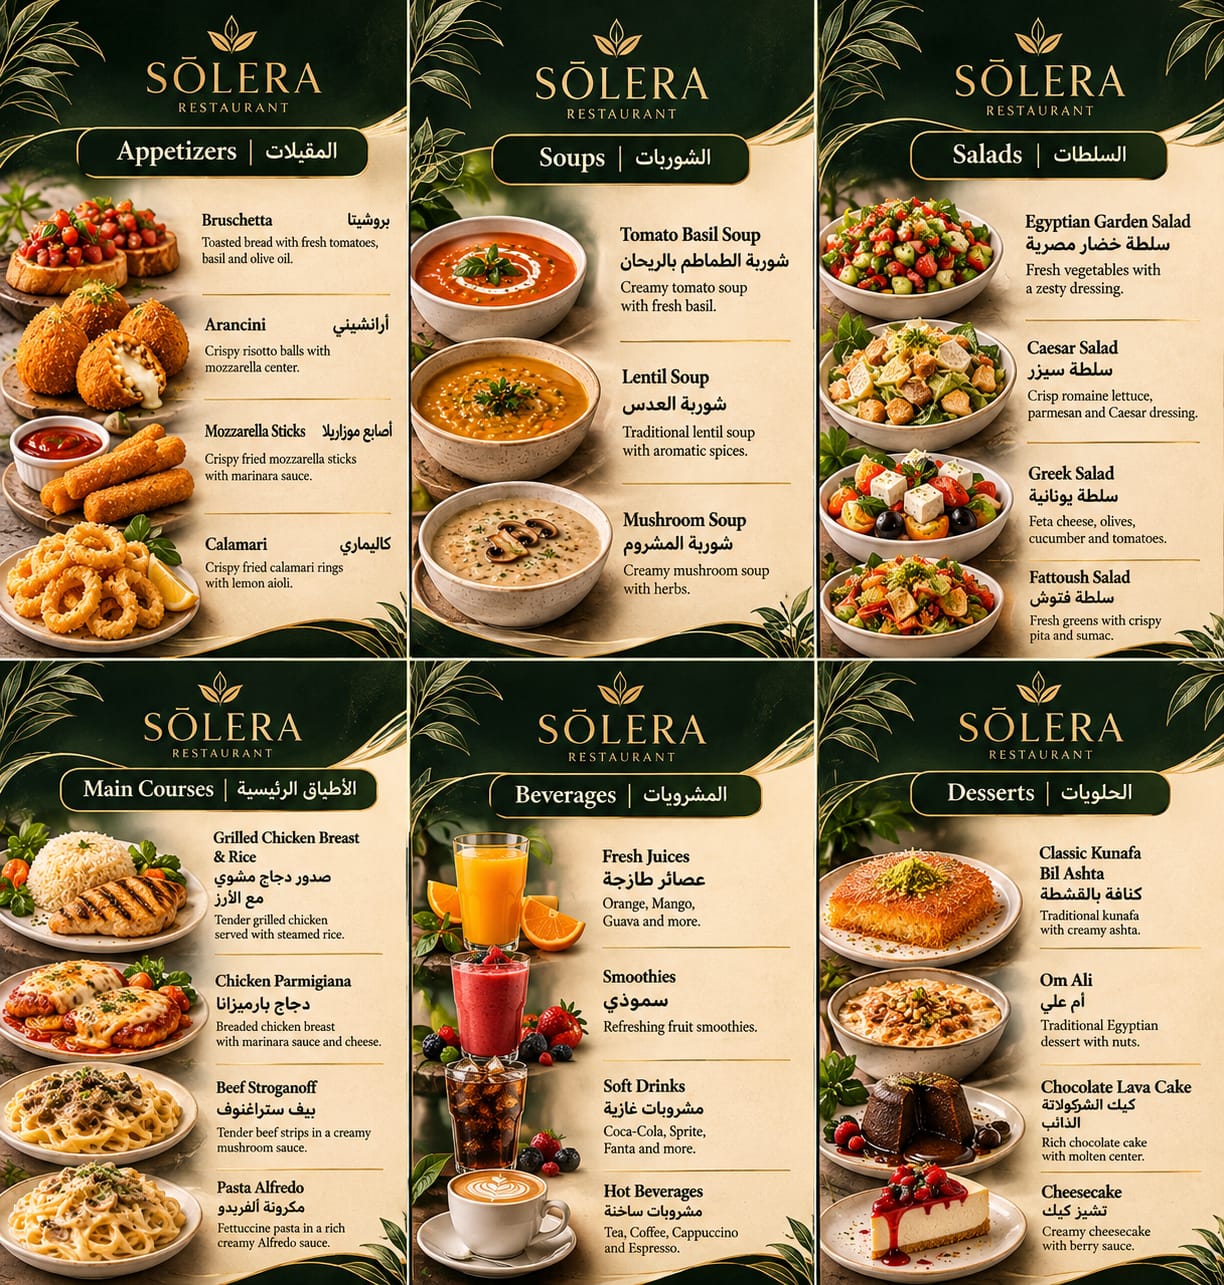 SŌLERA
RESTAURANT
Appetizers | المقبلات
Bruschetta بروشيتا
Toasted bread with fresh tomatoes,
basil and olive oil.
Arancini أرانشيني
Crispy risotto balls with
mozzarella center.
Mozzarella Sticks أصابع موزاريلا
Crispy fried mozzarella sticks
with marinara sauce.
Calamari كاليماري
Crispy fried calamari rings
with lemon aioli.
SŌLERA
RESTAURANT
Soups | الشوربات
Tomato Basil Soup
شوربة الطماطم بالريحان
Creamy tomato soup
with fresh basil.
Lentil Soup
شوربة العدس
Traditional lentil soup
with aromatic spices.
Mushroom Soup
شوربة المشروم
Creamy mushroom soup
with herbs.
SŌLERA
RESTAURANT
Salads | السلطات
Egyptian Garden Salad
سلطة خضار مصرية
Fresh vegetables with
a zesty dressing.
Caesar Salad
سلطة سيزر
Crisp romaine lettuce,
parmesan and Caesar dressing.
Greek Salad
سلطة يونانية
Feta cheese, olives,
cucumber and tomatoes.
Fattoush Salad
سلطة فتوش
Fresh greens with crispy
pita and sumac.
SŌLERA
RESTAURANT
Main Courses | الأطباق الرئيسية
Grilled Chicken Breast
& Rice
صدور دجاج مشوي
مع الأرز
Tender grilled chicken
served with steamed rice.
Chicken Parmigiana
دجاج بارميزانا
Breaded chicken breast
with marinara sauce and cheese.
Beef Stroganoff
بيف ستراغنوف
Tender beef strips in a creamy
mushroom sauce.
Pasta Alfredo
مكرونة ألفريدو
Fettuccine pasta in a rich
creamy Alfredo sauce.
SŌLERA
RESTAURANT
Beverages | المشروبات
Fresh Juices
عصائر طازجة
Orange, Mango,
Guava and more.
Smoothies
سموذي
Refreshing fruit smoothies.
Soft Drinks
مشروبات غازية
Coca-Cola, Sprite,
Fanta and more.
Hot Beverages
مشروبات ساخنة
Tea, Coffee, Cappuccino
and Espresso.
SŌLERA
RESTAURANT
Desserts | الحلويات
Classic Kunafa
Bil Ashta
كنافة بالقشطة
Traditional kunafa
with creamy ashta.
Om Ali
أم علي
Traditional Egyptian
dessert with nuts.
Chocolate Lava Cake
كيك الشركولاتة
الذائب
Rich chocolate cake
with molten center.
Cheesecake
تشيز كيك
Creamy cheesecake
with berry sauce.